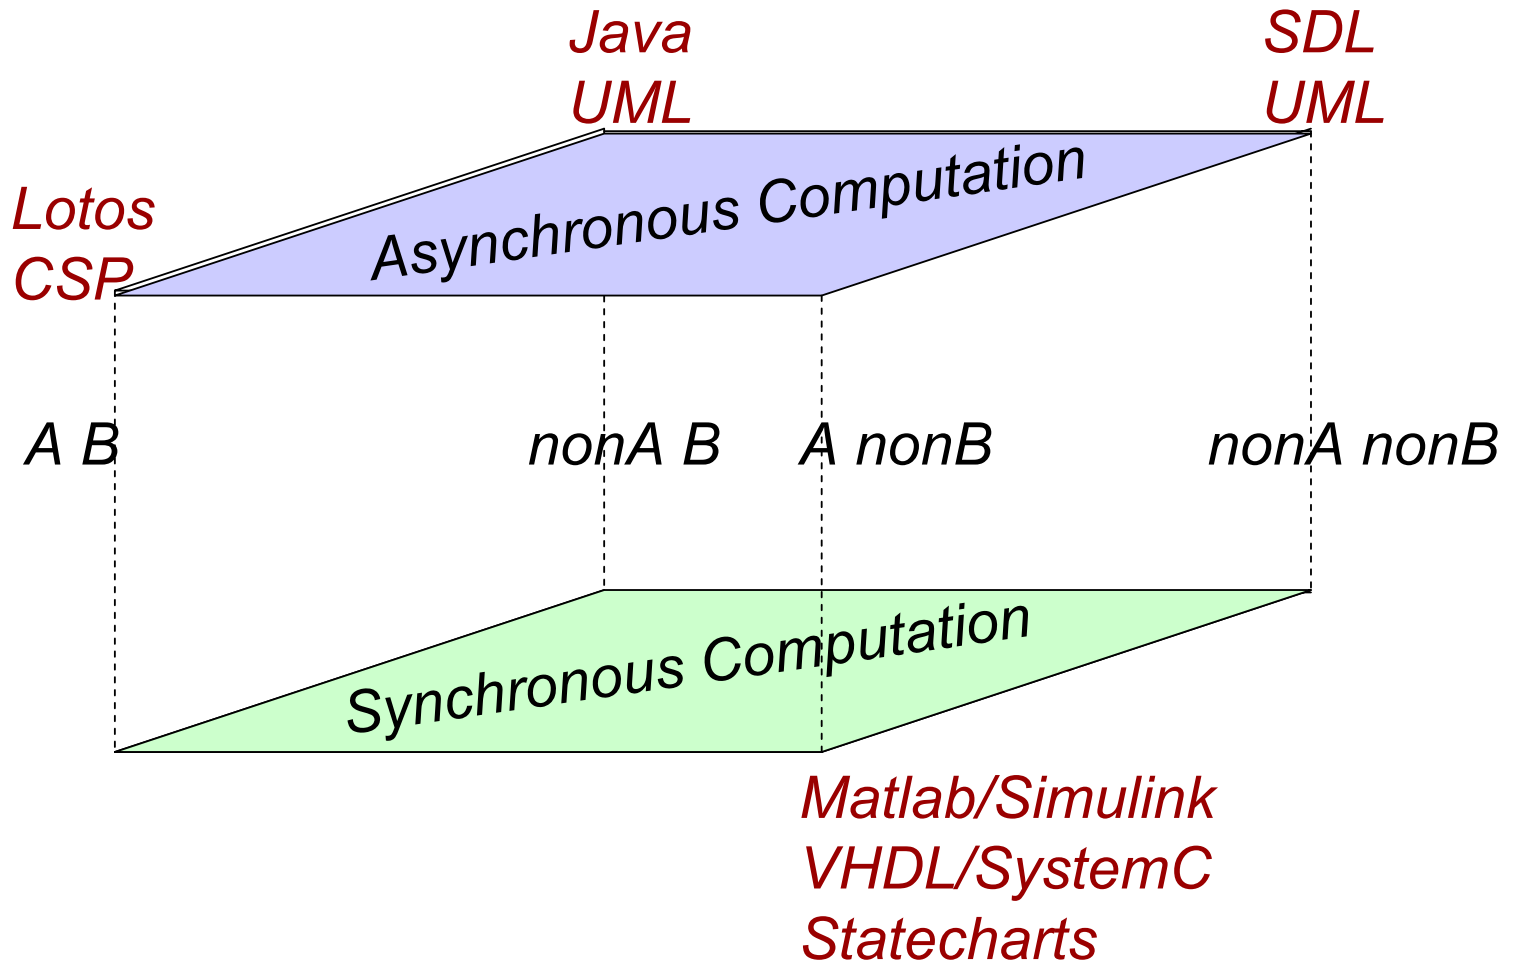 Java
UML
SDL
UML
Lotos
CSP
Asynchronous Computation
A B
nonA B
A nonB
nonA nonB
Synchronous Computation
Matlab/Simulink
VHDL/SystemC
Statecharts